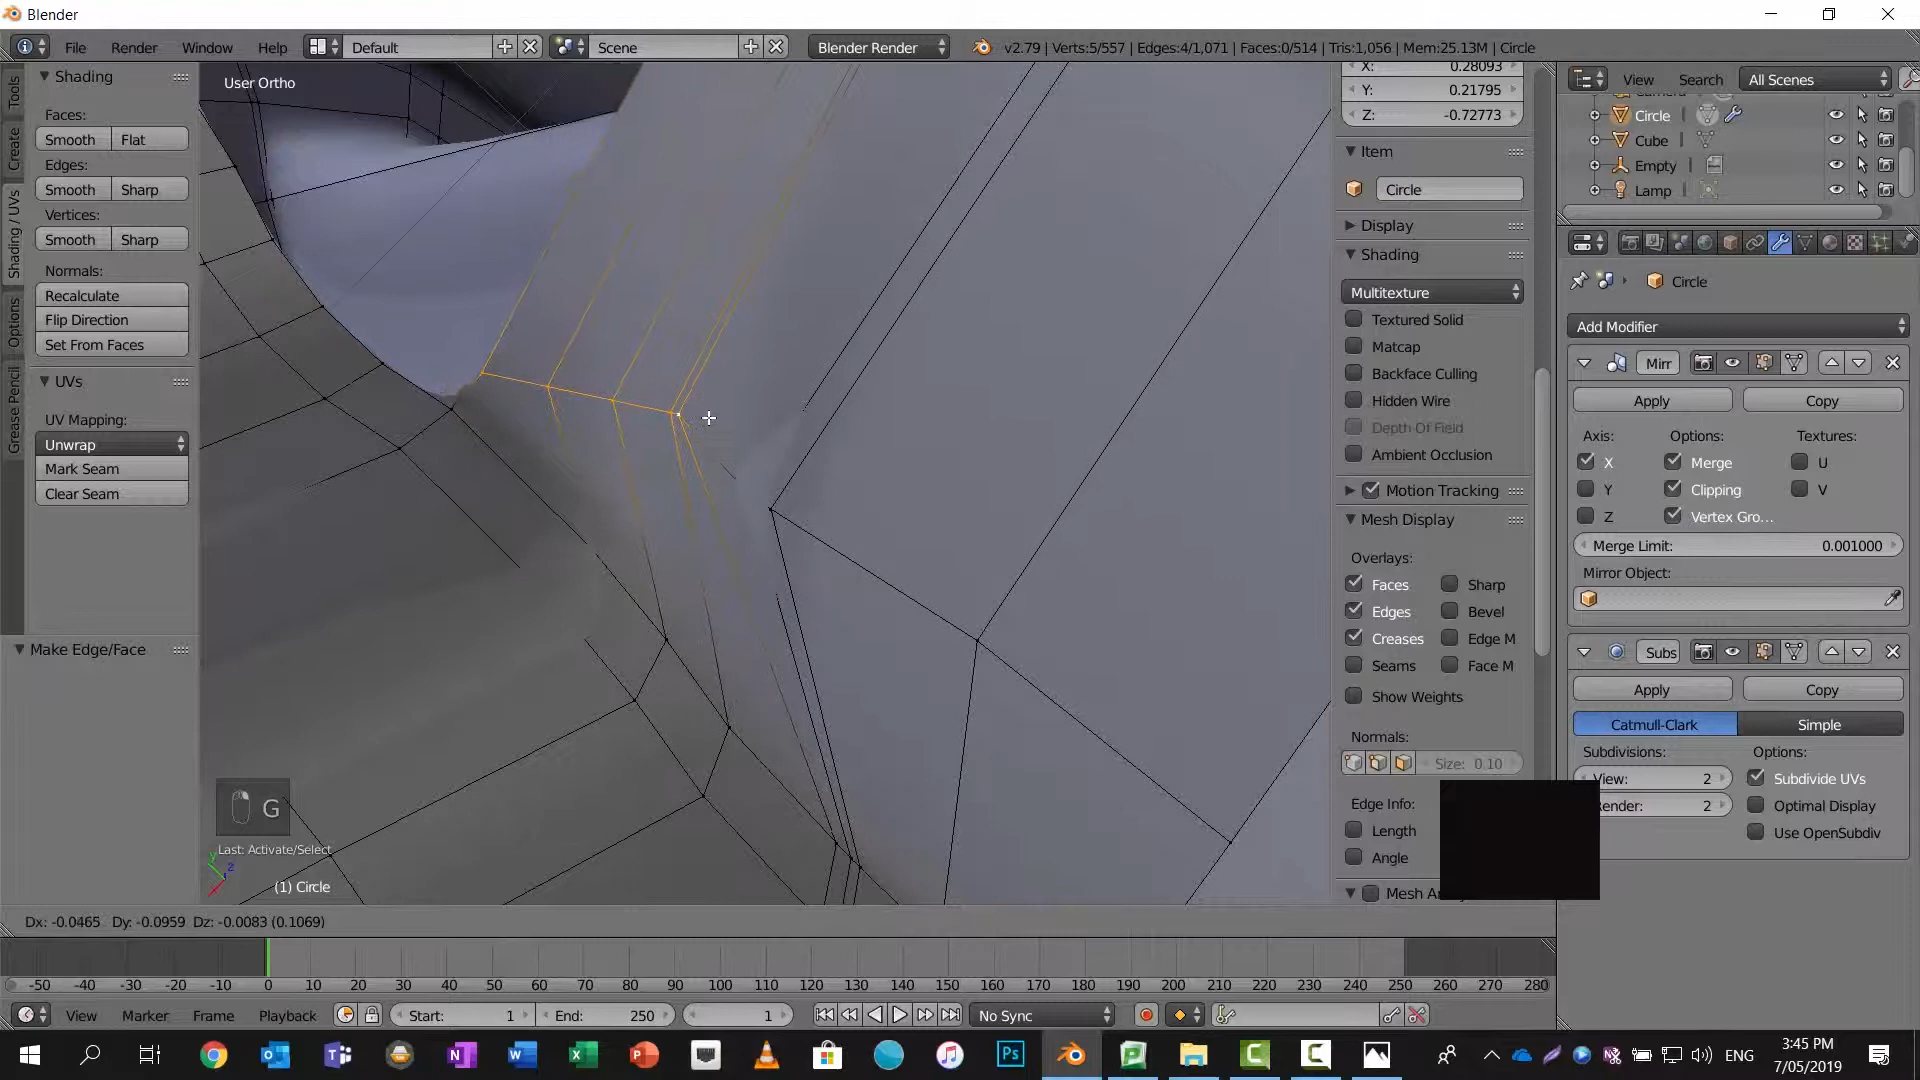 Blender
File Render Window Help Default Scene Blender Render v2.79 | Verts:5/557 | Edges:4/1,071 | Faces:0/514 | Tris:1,056 | Mem:25.13M | Circle
Tools
Create
Shading / UVs
Options
Grease Pencil
Shading
Faces:
Smooth Flat
Edges:
Smooth Sharp
Vertices:
Smooth Sharp
Normals:
Recalculate
Flip Direction
Set From Faces
UVs
UV Mapping:
Unwrap
Mark Seam
Clear Seam
Make Edge/Face
User Ortho
G
Last: Activate/Select
(1) Circle
X: 0.28093
Y: 0.21795
Z: -0.72773
Item
Circle
Display
Shading
Multitexture
Textured Solid
Matcap
Backface Culling
Hidden Wire
Depth Of Field
Ambient Occlusion
Motion Tracking
Mesh Display
Overlays:
Faces Sharp
Edges Bevel
Creases Edge M
Seams Face M
Show Weights
Normals:
Size: 0.10
Edge Info:
Length
Angle
View Search All Scenes
Circle
Cube
Empty
Lamp
Circle
Add Modifier
Mirr
Apply Copy
Axis: Options: Textures:
X Merge U
Y Clipping V
Z Vertex Gro...
Merge Limit: 0.001000
Mirror Object:
Subs
Apply Copy
Catmull-Clark Simple
Subdivisions: Options:
View: 2 Subdivide UVs
2 Optimal Display
Use OpenSubdiv
Dx: -0.0465 Dy: -0.0959 Dz: -0.0083 (0.1069)
-50 -40 -30 -20 -10 0 10 20 30 40 50 60 70 80 90 100 110 120 130 140 150 160 170 180 190 200 210 220 230 240 250 260 270 280
View Marker Frame Playback Start: 1 End: 250 1 No Sync
ENG
3:45 PM
7/05/2019